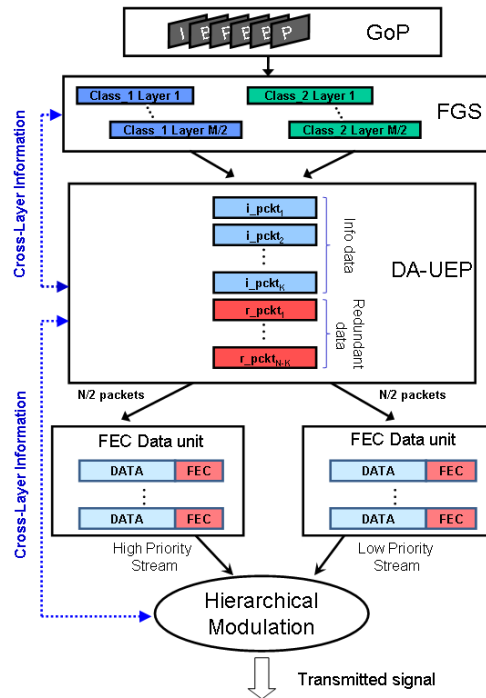 I B P B B P
GoP
Class_1 Layer 1
Class_2 Layer 1
FGS
Class_1 Layer M/2
Class_2 Layer M/2
Cross-Layer Information
i_pckt1
i_pckt2
i_pcktK
Info data
DA-UEP
r_pckt1
r_pcktN-K
Redundant
data
Cross-Layer Information
N/2 packets
N/2 packets
FEC Data unit
FEC Data unit
DATA FEC
DATA FEC
DATA FEC
DATA FEC
High Priority
Stream
Low Priority
Stream
Hierarchical
Modulation
Transmitted signal